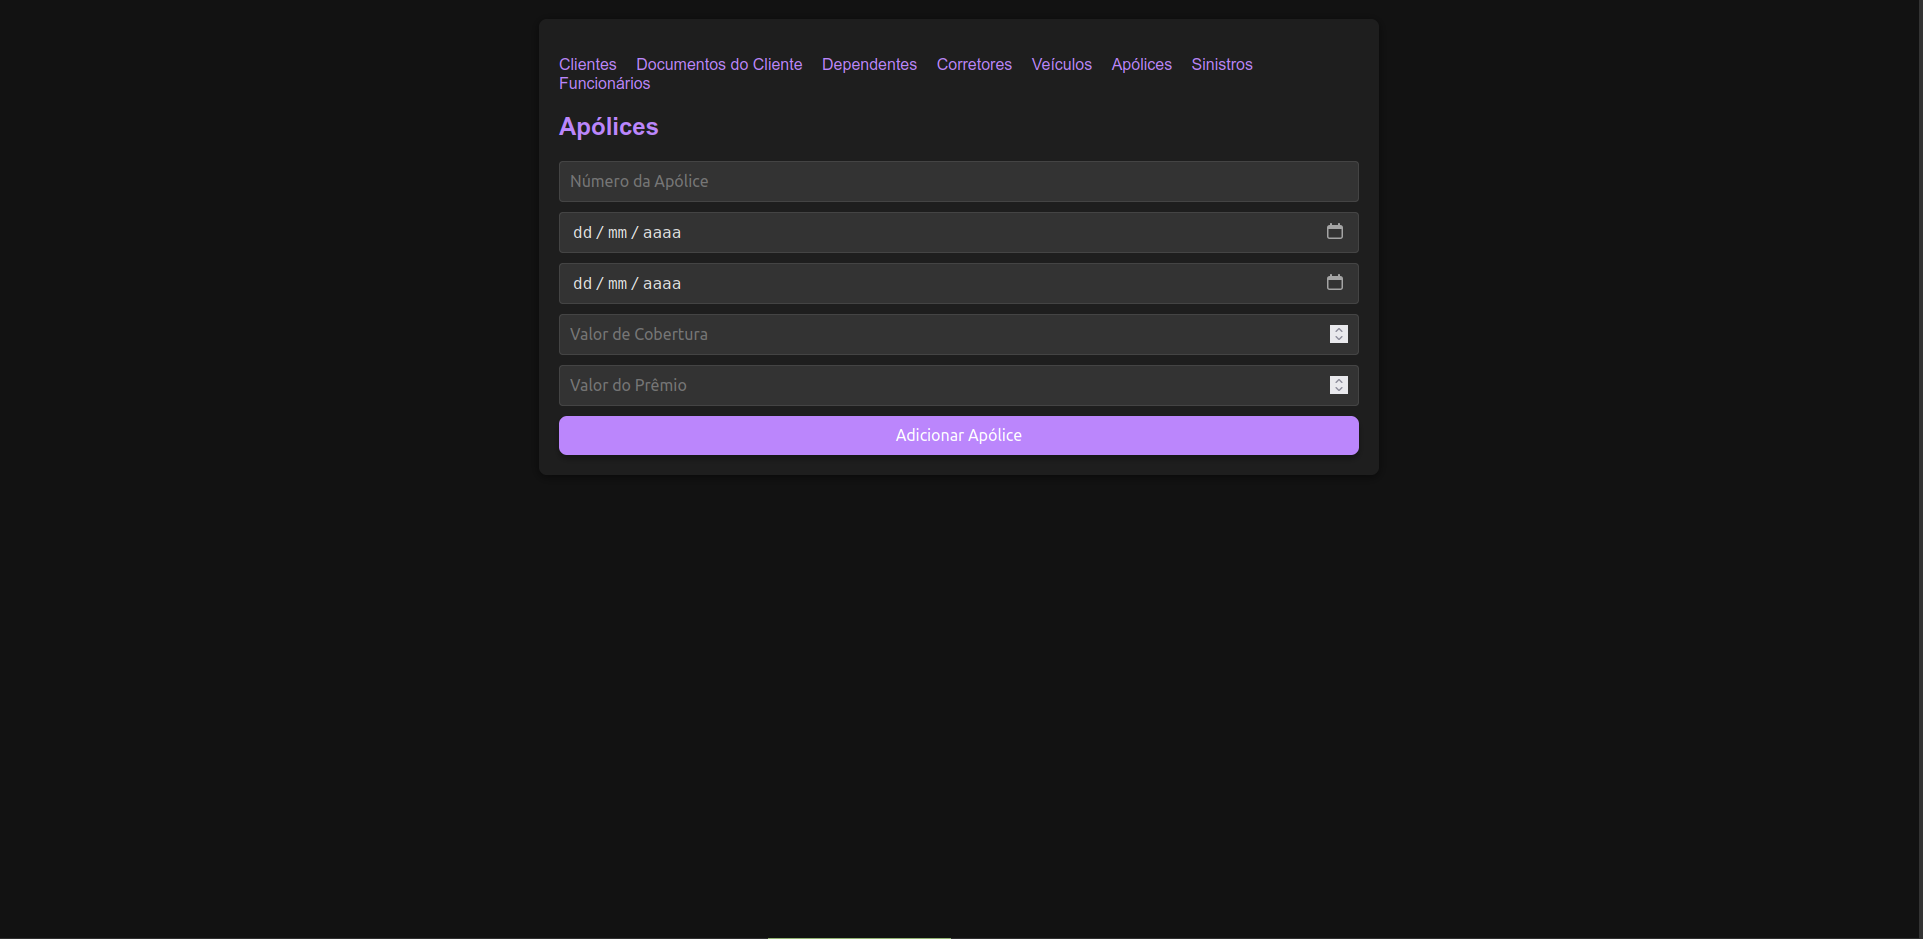 Clientes Documentos do Cliente Dependentes Corretores Veículos Apólices Sinistros
Funcionários
Apólices
Número da Apólice
dd/mm/aaaa
dd/mm/aaaa
Valor de Cobertura
Valor do Prêmio
Adicionar Apólice